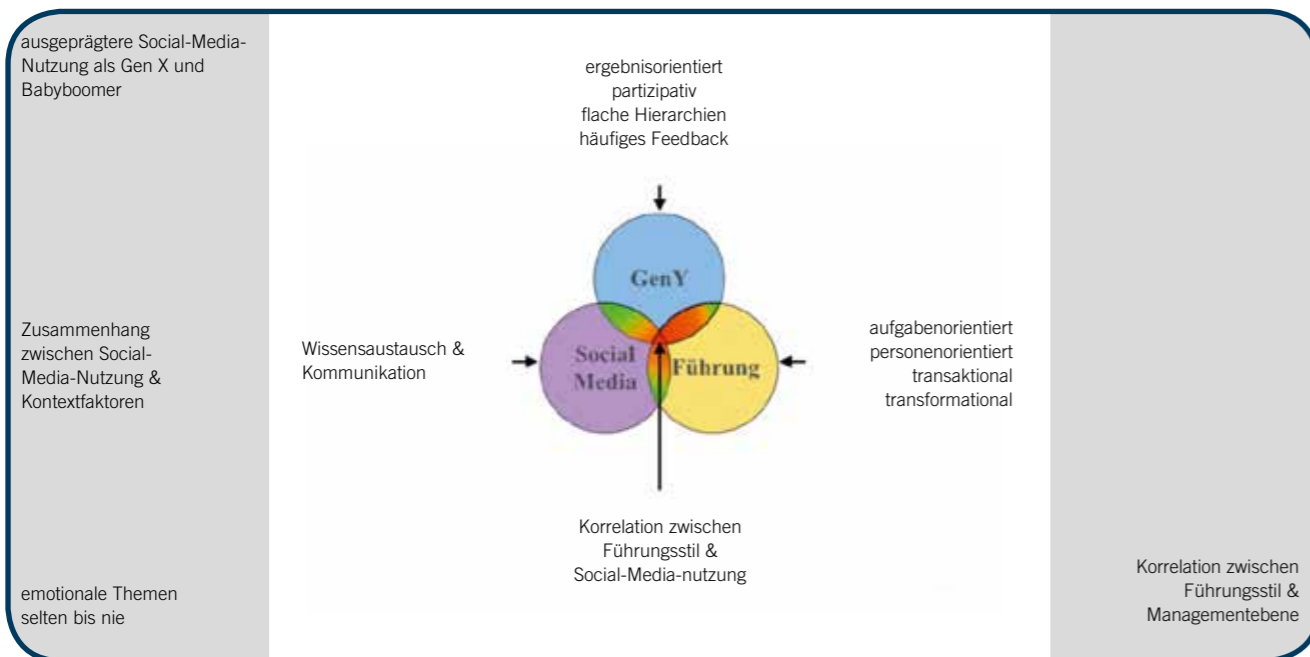 ausgeprägtere Social-Media-
Nutzung als Gen X und
Babyboomer
ergebnisorientiert
partizipativ
flache Hierarchien
häufiges Feedback
GenY
Zusammenhang
zwischen Social-
Media-Nutzung &
Kontextfaktoren
Wissensaustausch &
Kommunikation
Social
Media
Führung
aufgabenorientiert
personenorientiert
transaktional
transformational
Korrelation zwischen
Führungsstil &
Social-Media-nutzung
emotionale Themen
selten bis nie
Korrelation zwischen
Führungsstil &
Managementebene